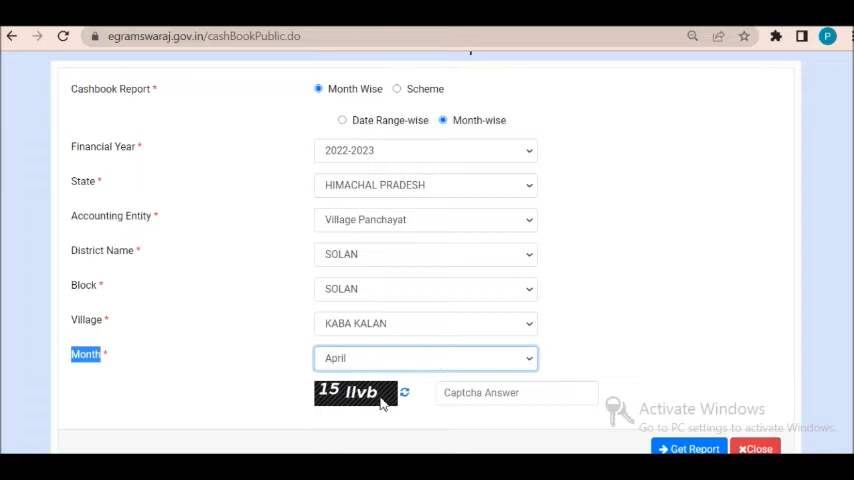 egramswaraj.gov.in/cashBookPublic.do
P
Cashbook Report *
Month Wise Scheme
Date Range-wise Month-wise
Financial Year *
2022-2023
State *
HIMACHAL PRADESH
Accounting Entity *
Village Panchayat
District Name *
SOLAN
Block *
SOLAN
Village *
KABA KALAN
Month *
April
Captcha Answer
Activate Windows
Go to PC settings to activate Windows.
Get Report
Close